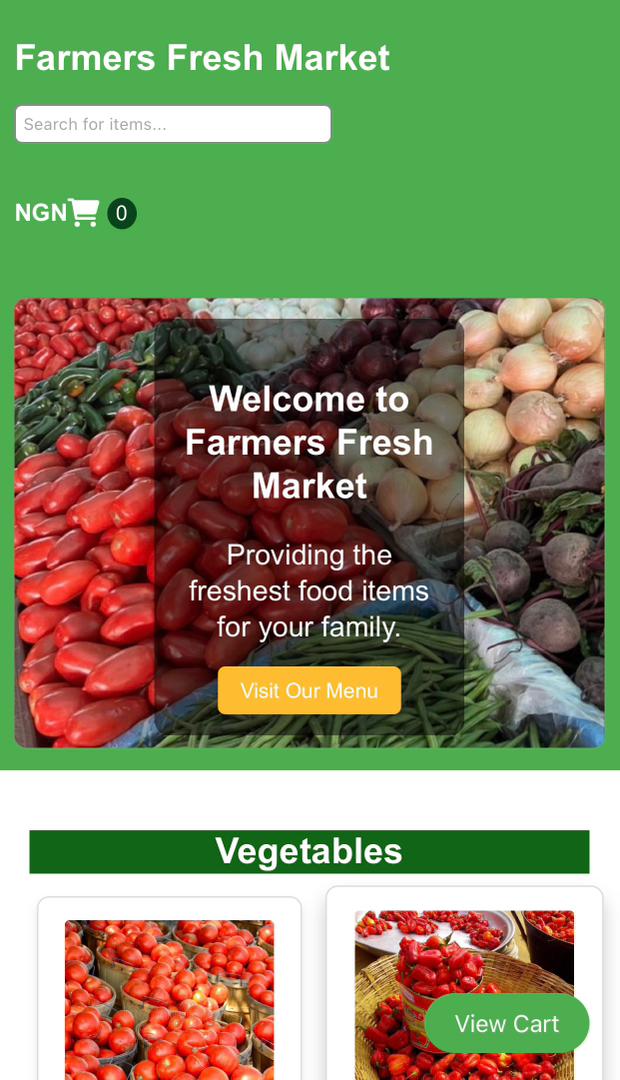 Farmers Fresh Market
Search for items...
NGN 0
Welcome to
Farmers Fresh
Market
Providing the
freshest food items
for your family.
Visit Our Menu
Vegetables
View Cart